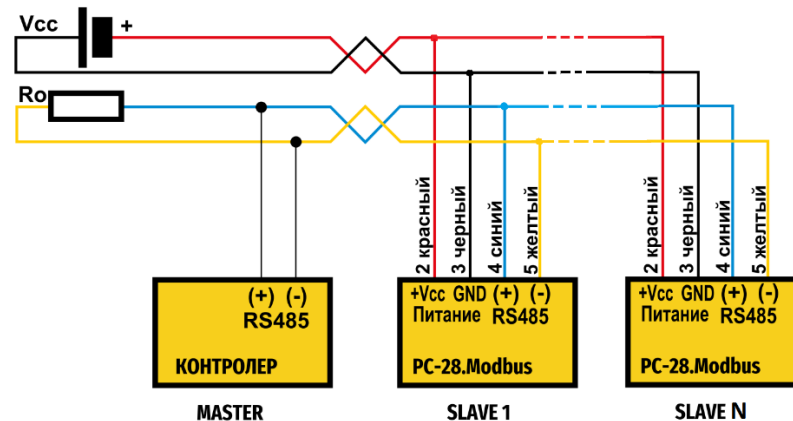 Vcc
+
Ro
2 красный
3 черный
4 синий
5 желтый
2 красный
3 черный
4 синий
5 желтый
(+) (-)
RS485
КОНТРОЛЕР
MASTER
+Vcc GND (+) (-)
Питание RS485
PC-28.Modbus
SLAVE 1
+Vcc GND (+) (-)
Питание RS485
PC-28.Modbus
SLAVE N